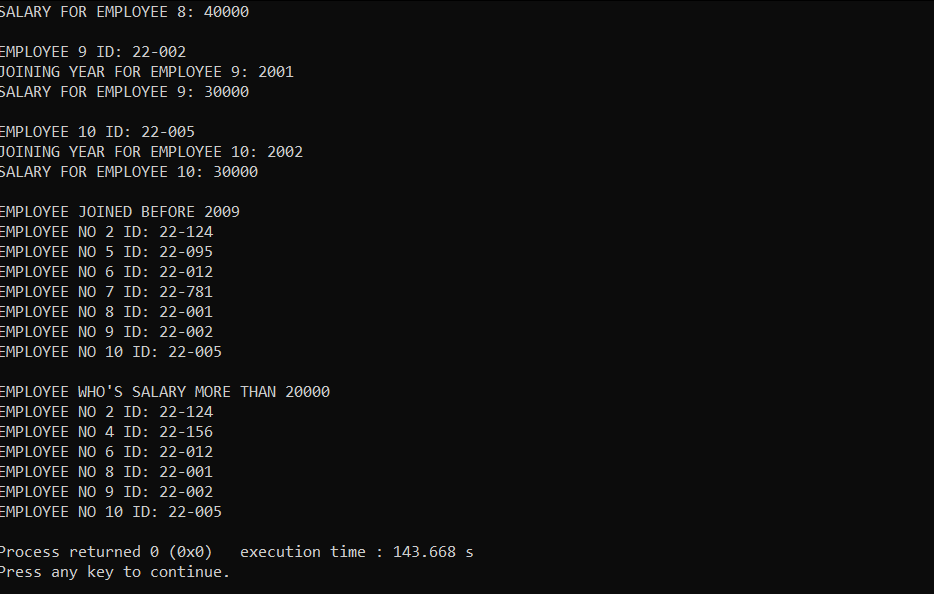 SALARY FOR EMPLOYEE 8: 40000
EMPLOYEE 9 ID: 22-002
JOINING YEAR FOR EMPLOYEE 9: 2001
SALARY FOR EMPLOYEE 9: 30000
EMPLOYEE 10 ID: 22-005
JOINING YEAR FOR EMPLOYEE 10: 2002
SALARY FOR EMPLOYEE 10: 30000
EMPLOYEE JOINED BEFORE 2009
EMPLOYEE NO 2 ID: 22-124
EMPLOYEE NO 5 ID: 22-095
EMPLOYEE NO 6 ID: 22-012
EMPLOYEE NO 7 ID: 22-781
EMPLOYEE NO 8 ID: 22-001
EMPLOYEE NO 9 ID: 22-002
EMPLOYEE NO 10 ID: 22-005
EMPLOYEE WHO'S SALARY MORE THAN 20000
EMPLOYEE NO 2 ID: 22-124
EMPLOYEE NO 4 ID: 22-156
EMPLOYEE NO 6 ID: 22-012
EMPLOYEE NO 8 ID: 22-001
EMPLOYEE NO 9 ID: 22-002
EMPLOYEE NO 10 ID: 22-005
Process returned 0 (0x0)   execution time : 143.668 s
Press any key to continue.